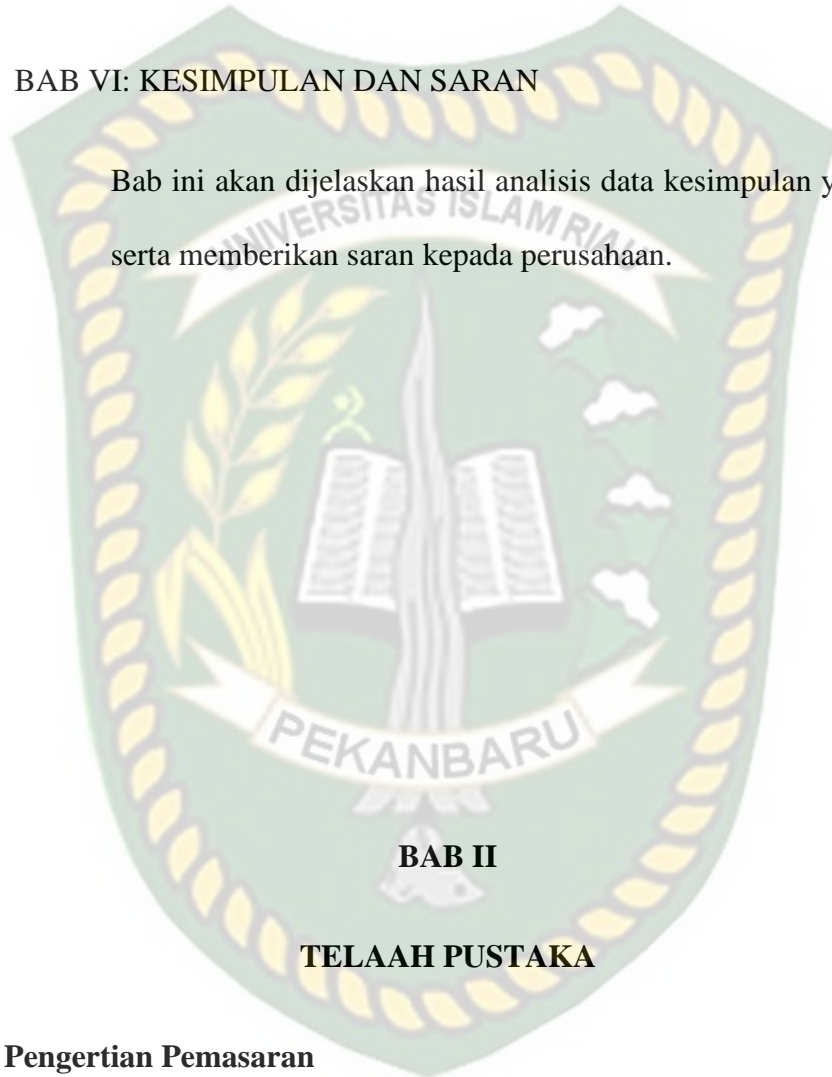 BAB VI: KESIMPULAN DAN SARAN
Bab ini akan dijelaskan hasil analisis data kesimpulan
serta memberikan saran kepada perusahaan.
UNIVERSITAS ISLAM RIAU
PEKANBARU
BAB II
TELAAH PUSTAKA
Pengertian Pemasaran